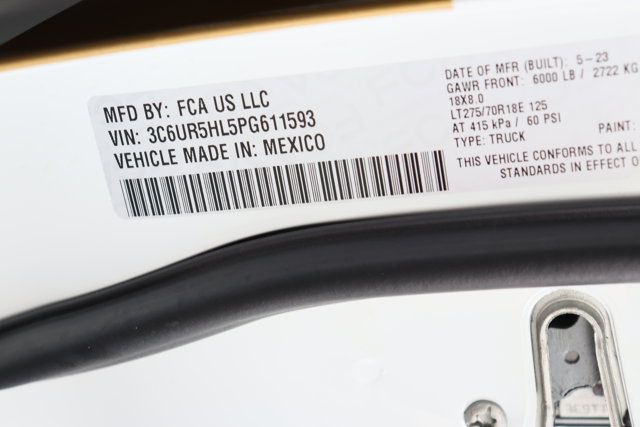 MFD BY: FCA US LLC
VIN: 3C6UR5HL5PG611593
VEHICLE MADE IN: MEXICO
DATE OF MFR (BUILT): 5-23
GAWR FRONT: 6000 LB / 2722 KG
18X8.0
LT275/70R18E 125
AT 415 kPa / 60 PSI
TYPE: TRUCK
PAINT:
THIS VEHICLE CONFORMS TO ALL
STANDARDS IN EFFECT O